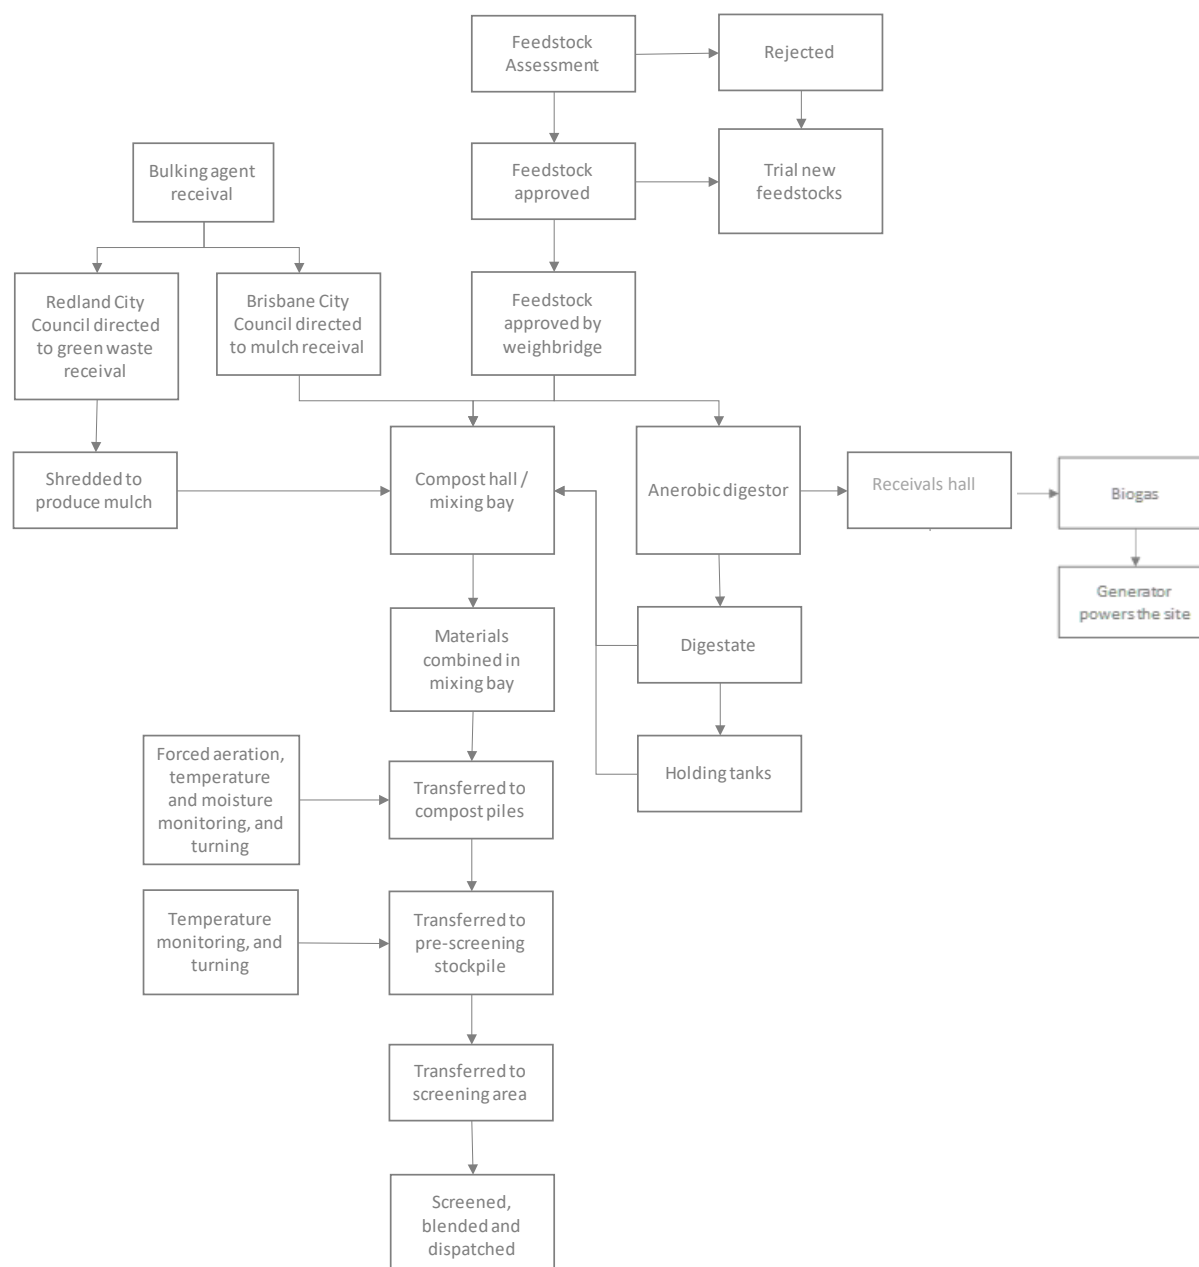 Feedstock
Assessment
Rejected
Bulking agent
receival
Feedstock
approved
Trial new
feedstocks
Redland City
Council directed
to green waste
receival
Brisbane City
Council directed
to mulch receival
Feedstock
approved by
weighbridge
Shredded to
produce mulch
Compost hall /
mixing bay
Anerobic digestor
Receivals hall
Biogas
Generator
powers the site
Materials
combined in
mixing bay
Digestate
Forced aeration,
temperature
and moisture
monitoring, and
turning
Transferred to
compost piles
Holding tanks
Temperature
monitoring, and
turning
Transferred to
pre-screening
stockpile
Transferred to
screening area
Screened,
blended and
dispatched